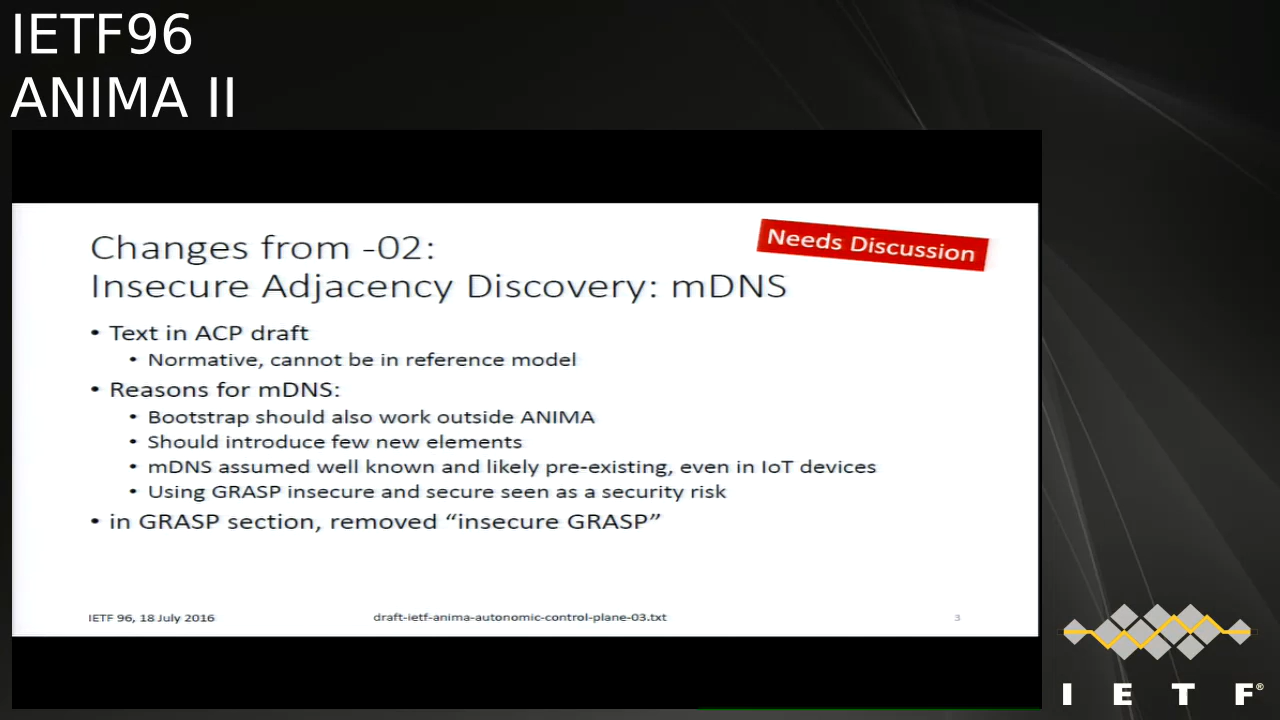 IETF96
ANIMA II
Needs Discussion
Changes from -02:
Insecure Adjacency Discovery: mDNS
• Text in ACP draft
• Normative, cannot be in reference model
• Reasons for mDNS:
• Bootstrap should also work outside ANIMA
• Should introduce few new elements
• mDNS assumed well known and likely pre-existing, even in IoT devices
• Using GRASP insecure and secure seen as a security risk
• in GRASP section, removed “insecure GRASP”
IETF 96, 18 July 2016 draft-ietf-anima-autonomic-control-plane-03.txt 3
I E T F®